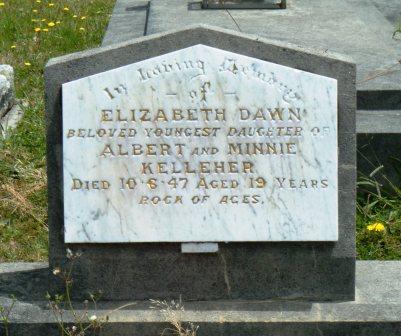 In Loving Memory
- of -
ELIZABETH DAWN
BELOVED YOUNGEST DAUGHTER OF
ALBERT AND MINNIE
KELLEHER
DIED 10·6·47 AGED 19 YEARS
ROCK OF AGES.